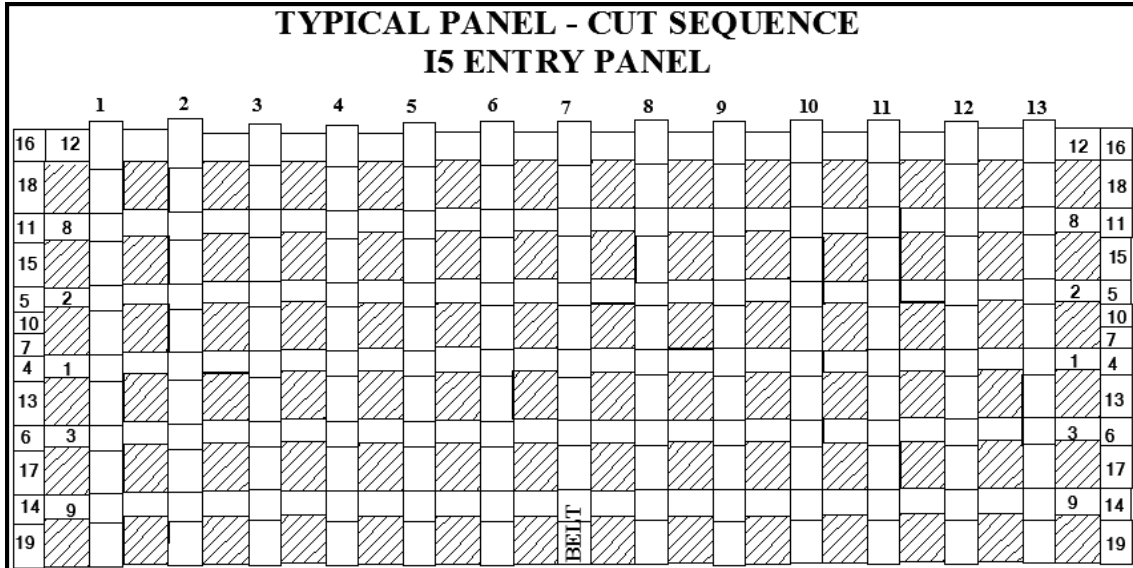 TYPICAL PANEL - CUT SEQUENCE
I5 ENTRY PANEL
1 2 3 4 5 6 7 8 9 10 11 12 13
16 12 12 16
18 18
11 8 8 11
15 15
5 2 2 5
10 10
7 7
4 1 1 4
13 13
6 3 3 6
17 17
14 9 9 14
19 BELT 19